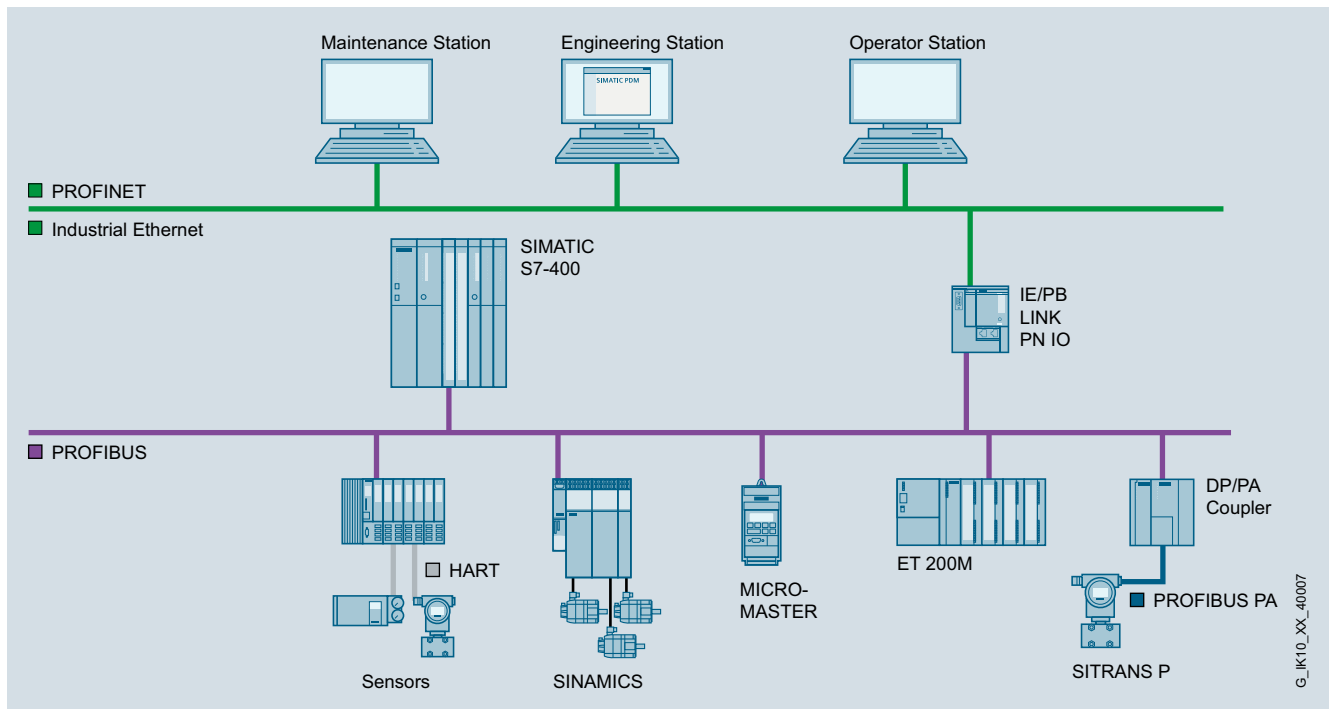 Maintenance Station
Engineering Station
Operator Station
SIMATIC PDM
PROFINET
Industrial Ethernet
SIMATIC
S7-400
IE/PB
LINK
PN IO
PROFIBUS
DP/PA
Coupler
HART
ET 200M
MICRO-
MASTER
PROFIBUS PA
Sensors
SINAMICS
SITRANS P
G_IK10_XX_40007